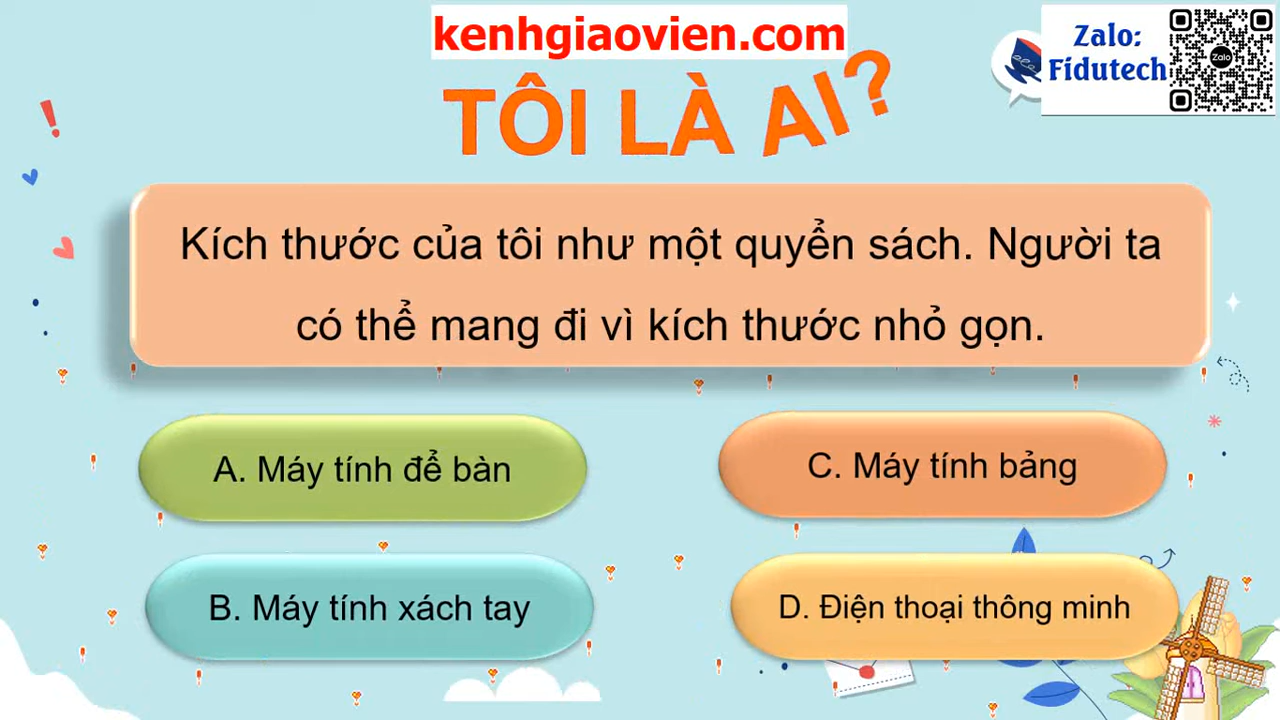 kenhgiaovien.com
Zalo:
Fidutech
Zalo
TÔI LÀ AI?
Kích thước của tôi như một quyển sách. Người ta
có thể mang đi vì kích thước nhỏ gọn.
A. Máy tính để bàn
C. Máy tính bảng
B. Máy tính xách tay
D. Điện thoại thông minh